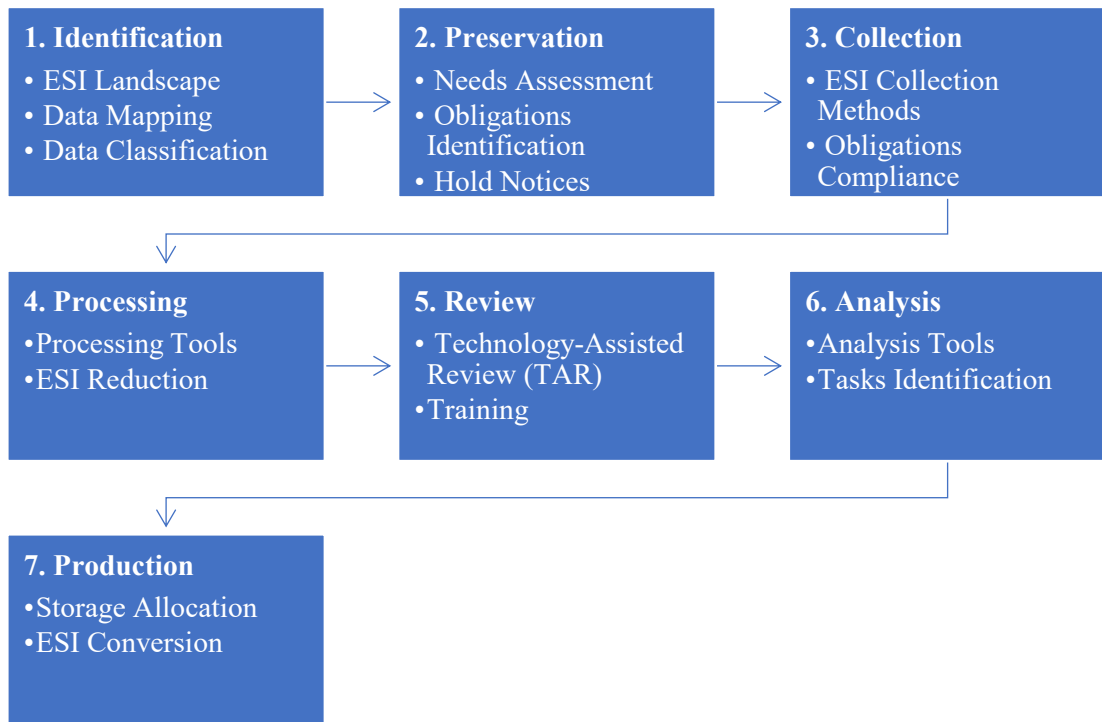 1. Identification
• ESI Landscape
• Data Mapping
• Data Classification
2. Preservation
• Needs Assessment
• Obligations
Identification
• Hold Notices
3. Collection
• ESI Collection
Methods
• Obligations
Compliance
4. Processing
•Processing Tools
•ESI Reduction
5. Review
• Technology-Assisted
Review (TAR)
•Training
6. Analysis
•Analysis Tools
•Tasks Identification
7. Production
•Storage Allocation
•ESI Conversion